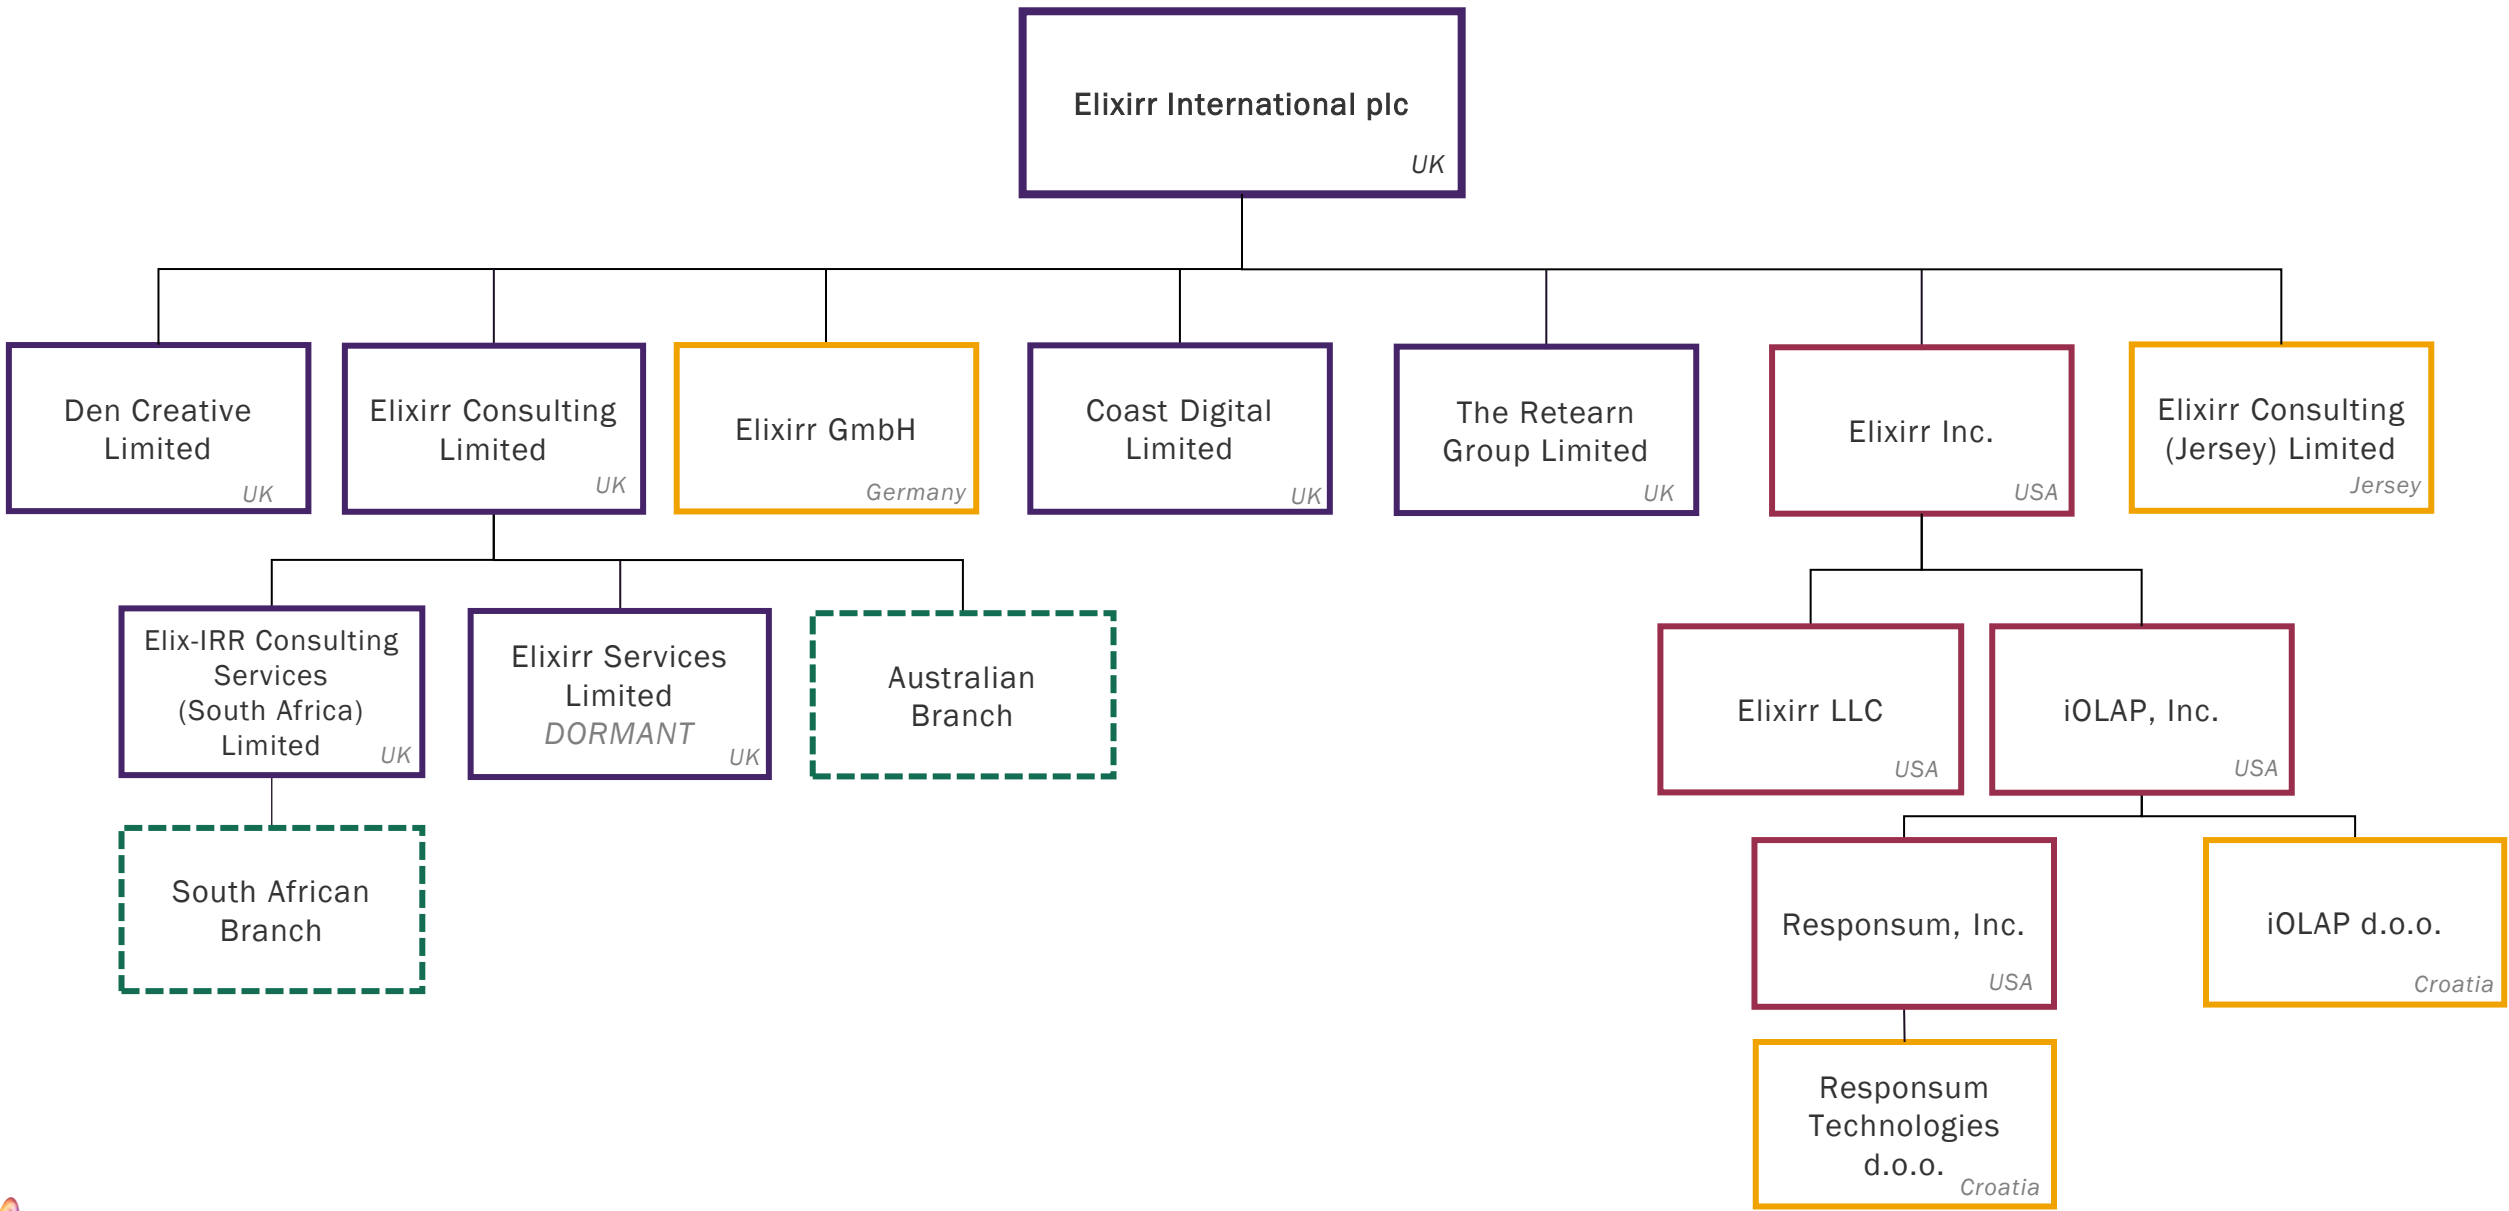 Elixirr International plc
UK
Den Creative
Limited
UK
Elixirr Consulting
Limited
UK
Elixirr GmbH
Germany
Coast Digital
Limited
UK
The Retearn
Group Limited
UK
Elixirr Inc.
USA
Elixirr Consulting
(Jersey) Limited
Jersey
Elix-IRR Consulting
Services
(South Africa)
Limited
UK
Elixirr Services
Limited
DORMANT
UK
Australian
Branch
Elixirr LLC
USA
iOLAP, Inc.
USA
South African
Branch
Responsum, Inc.
USA
iOLAP d.o.o.
Croatia
Responsum
Technologies
d.o.o.
Croatia